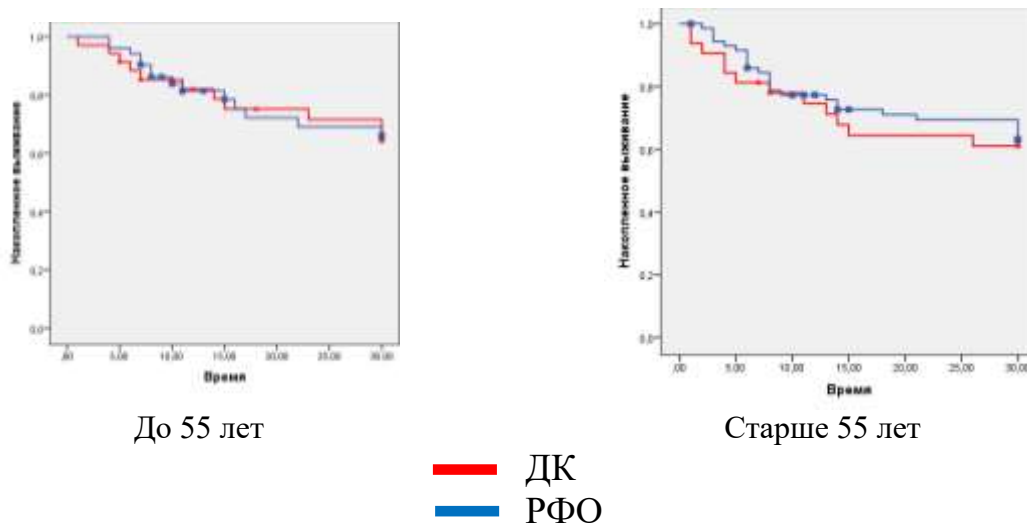 Накопленное выживание
1,0
0,8
0,6
0,4
0,2
0,0
,00 5,00 10,00 15,00 20,00 25,00 30,00
Время
До 55 лет
Накопленное выживание
1,0
0,8
0,6
0,4
0,2
0,0
,00 5,00 10,00 15,00 20,00 25,00 30,00
Время
Старше 55 лет
ДК
РФО